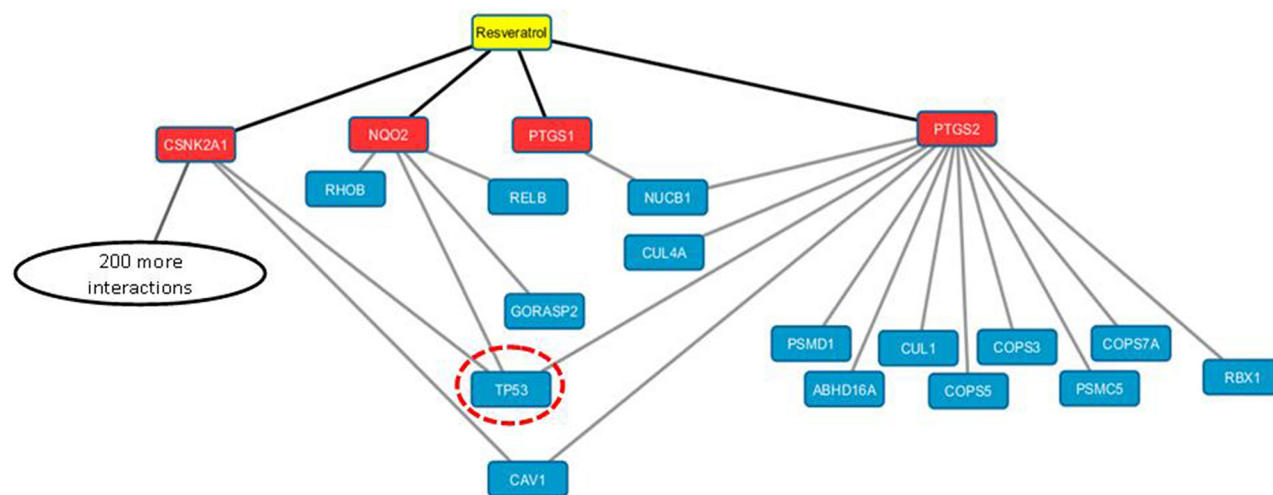 Resveratrol
CSNK2A1
NQO2
PTGS1
PTGS2
RHOB
RELB
NUCB1
CUL4A
200 more
interactions
GORASP2
PSMD1
CUL1
COPS3
COPS7A
TP53
ABHD16A
COPS5
PSMC5
RBX1
CAV1